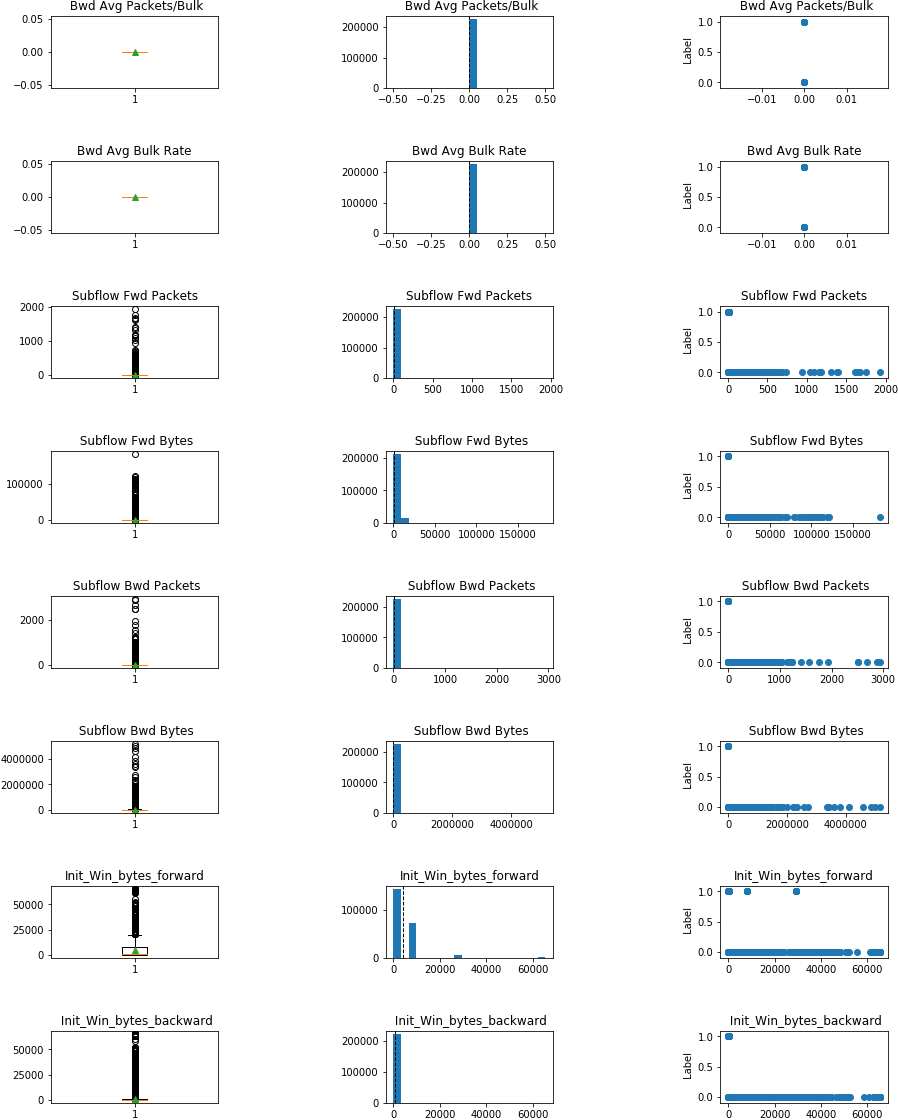 Bwd Avg Packets/Bulk
0.05
0.00
−0.05
1
Bwd Avg Packets/Bulk
200000
100000
0
−0.50 −0.25 0.00 0.25 0.50
Bwd Avg Packets/Bulk
Label
1.0
0.5
0.0
−0.01 0.00 0.01
Bwd Avg Bulk Rate
0.05
0.00
−0.05
1
Bwd Avg Bulk Rate
200000
100000
0
−0.50 −0.25 0.00 0.25 0.50
Bwd Avg Bulk Rate
Label
1.0
0.5
0.0
−0.01 0.00 0.01
Subflow Fwd Packets
2000
1000
0
1
Subflow Fwd Packets
200000
100000
0
0 500 1000 1500 2000
Subflow Fwd Packets
Label
1.0
0.5
0.0
0 500 1000 1500 2000
Subflow Fwd Bytes
100000
0
1
Subflow Fwd Bytes
200000
100000
0
0 50000 100000 150000
Subflow Fwd Bytes
Label
1.0
0.5
0.0
0 50000 100000 150000
Subflow Bwd Packets
2000
0
1
Subflow Bwd Packets
200000
100000
0
0 1000 2000 3000
Subflow Bwd Packets
Label
1.0
0.5
0.0
0 1000 2000 3000
Subflow Bwd Bytes
4000000
2000000
0
1
Subflow Bwd Bytes
200000
100000
0
0 2000000 4000000
Subflow Bwd Bytes
Label
1.0
0.5
0.0
0 2000000 4000000
Init_Win_bytes_forward
50000
25000
0
1
Init_Win_bytes_forward
100000
0
0 20000 40000 60000
Init_Win_bytes_forward
Label
1.0
0.5
0.0
0 20000 40000 60000
Init_Win_bytes_backward
50000
25000
0
1
Init_Win_bytes_backward
200000
100000
0
0 20000 40000 60000
Init_Win_bytes_backward
Label
1.0
0.5
0.0
0 20000 40000 60000